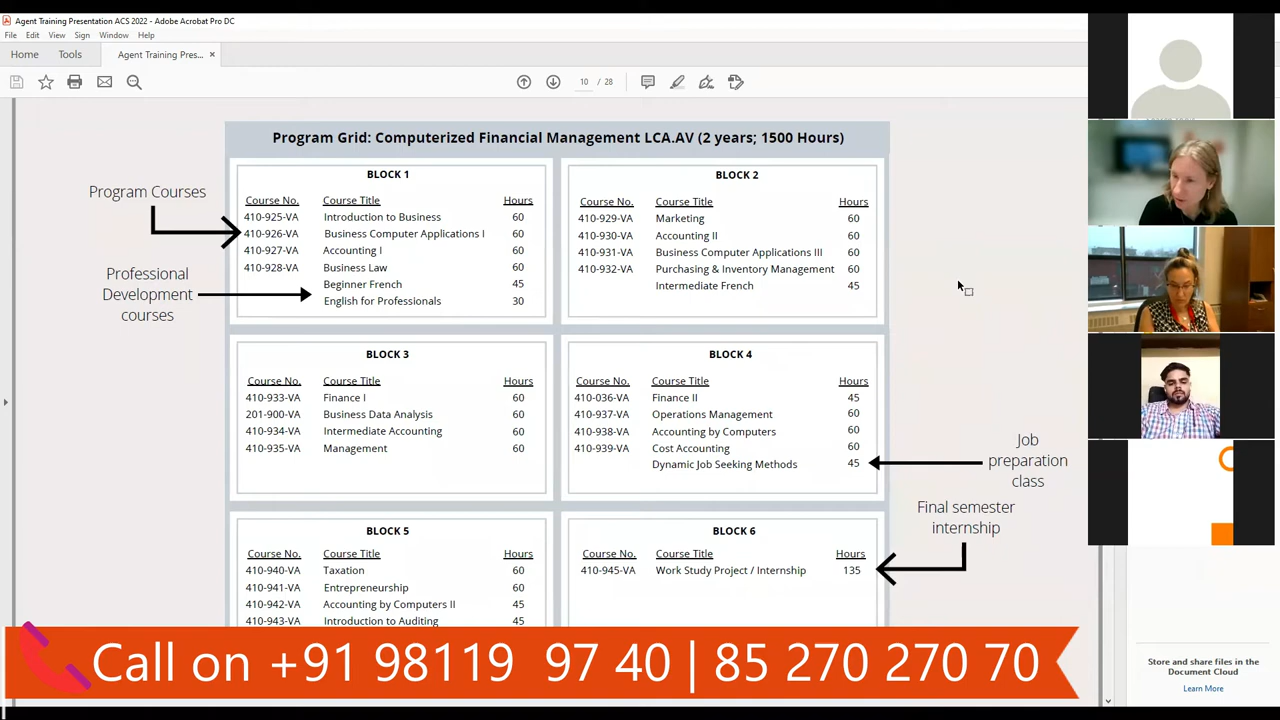 Agent Training Presentation ACS 2022 - Adobe Acrobat Pro DC
File Edit View Sign Window Help
Home Tools Agent Training Pres... ×
10 / 28
Program Grid: Computerized Financial Management LCA.AV (2 years; 1500 Hours)
Program Courses
Professional
Development
courses
BLOCK 1
Course No. Course Title Hours
410-925-VA Introduction to Business 60
410-926-VA Business Computer Applications I 60
410-927-VA Accounting I 60
410-928-VA Business Law 60
Beginner French 45
English for Professionals 30
BLOCK 2
Course No. Course Title Hours
410-929-VA Marketing 60
410-930-VA Accounting II 60
410-931-VA Business Computer Applications III 60
410-932-VA Purchasing & Inventory Management 60
Intermediate French 45
BLOCK 3
Course No. Course Title Hours
410-933-VA Finance I 60
201-900-VA Business Data Analysis 60
410-934-VA Intermediate Accounting 60
410-935-VA Management 60
BLOCK 4
Course No. Course Title Hours
410-036-VA Finance II 45
410-937-VA Operations Management 60
410-938-VA Accounting by Computers 60
410-939-VA Cost Accounting 60
Dynamic Job Seeking Methods 45
Job
preparation
class
Final semester
internship
BLOCK 5
Course No. Course Title Hours
410-940-VA Taxation 60
410-941-VA Entrepreneurship 60
410-942-VA Accounting by Computers II 45
410-943-VA Introduction to Auditing 45
BLOCK 6
Course No. Course Title Hours
410-945-VA Work Study Project / Internship 135
Call on +91 98119 97 40 | 85 270 270 70
Store and share files in the
Document Cloud
Learn More